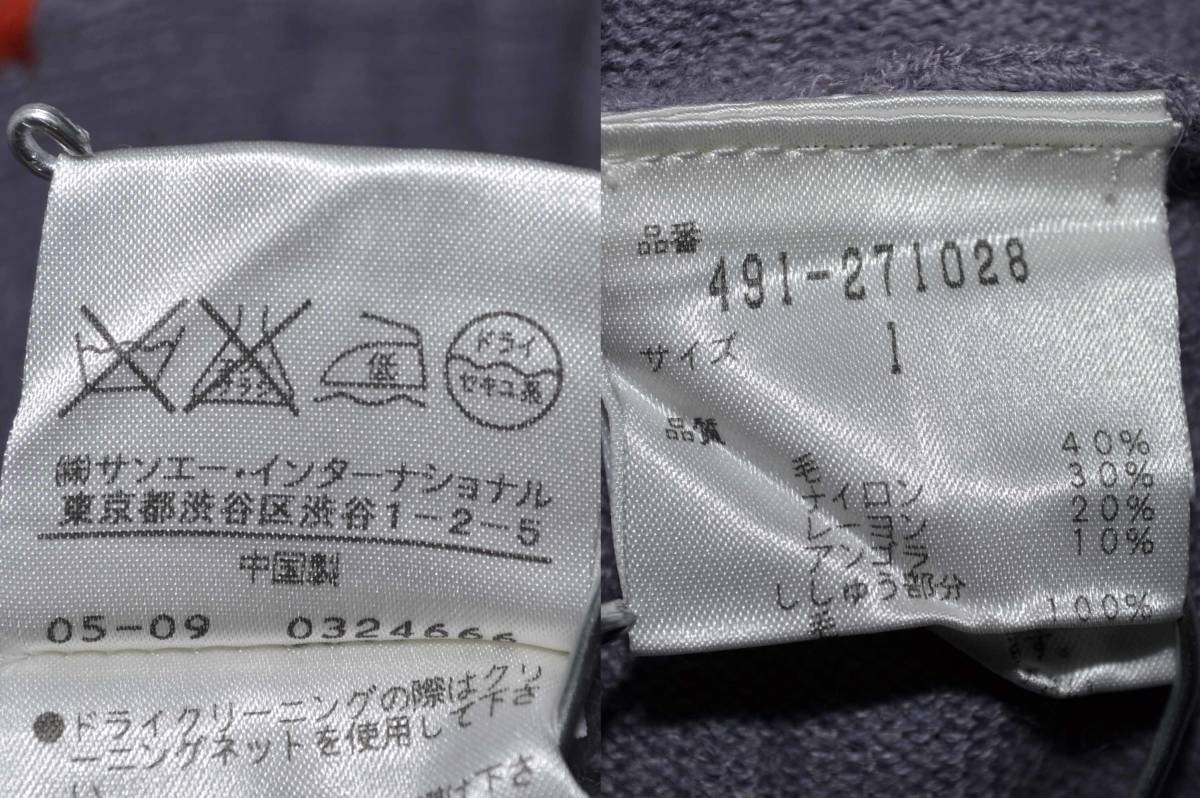 低
ドライ
セキユ系
㈱サンエー・インターナショナル
東京都渋谷区渋谷1-2-5
中国製
05-09 0324666
●ドライクリーニングの際はクリ
ーニングネットを使用して下さ
い
品番
491-271028
サイズ 1
品質
毛 40%
ナイロン 30%
レーヨン 20%
アンゴラ 10%
ししゅう部分
100%